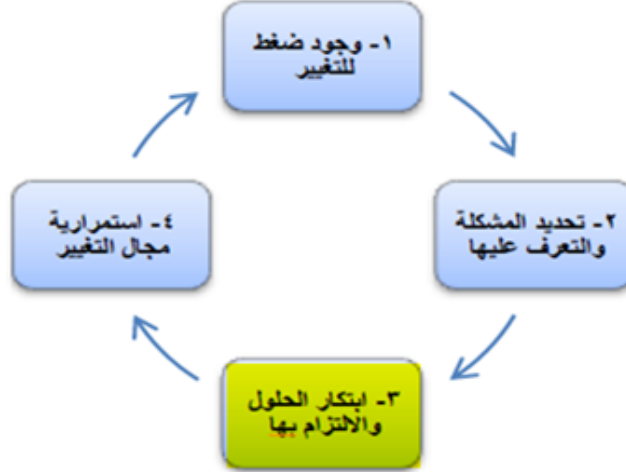 ١- وجود ضغط
للتغيير
٢- تحديد المشكلة
والتعرف عليها
٣- ابتكار الحلول
والالتزام بها
٤- استمرارية
مجال التغيير